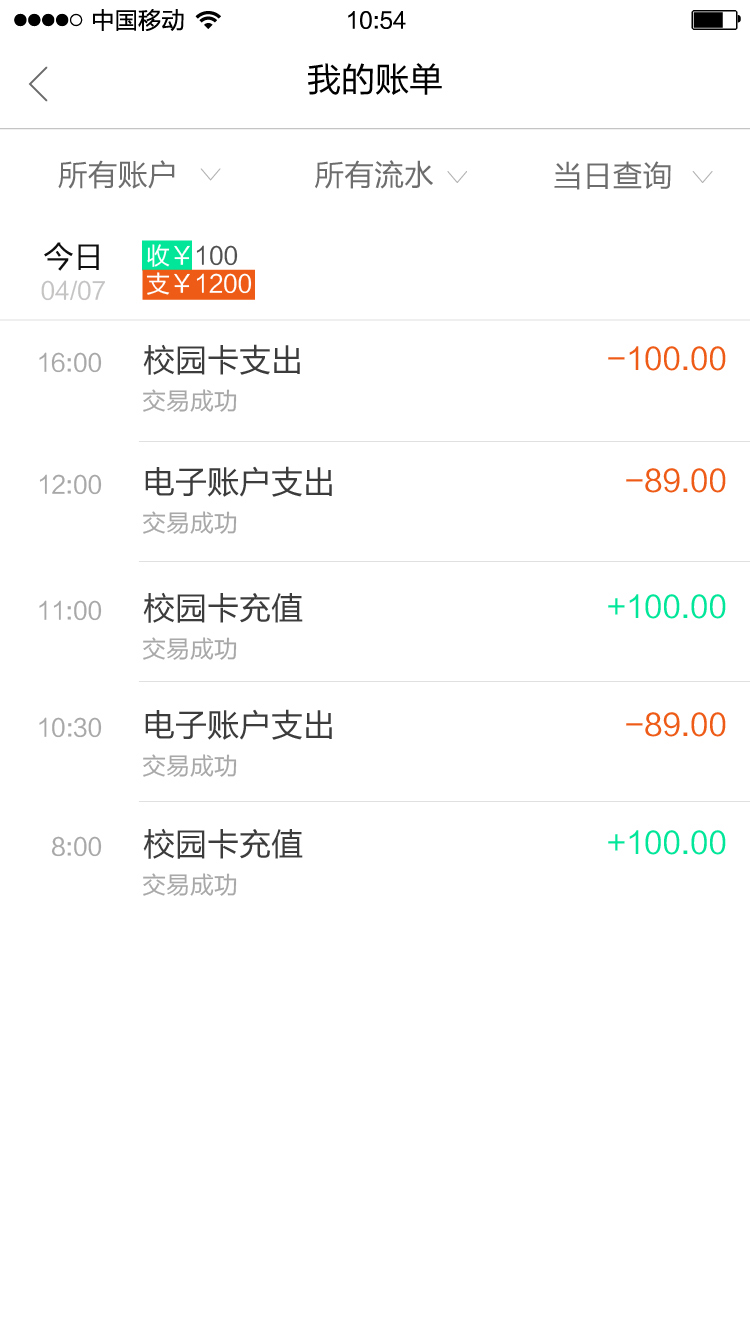 中国移动 10:54
我的账单
所有账户 所有流水 当日查询
今日 收￥100
04/07 支￥1200
16:00 校园卡支出 −100.00
交易成功
12:00 电子账户支出 −89.00
交易成功
11:00 校园卡充值 +100.00
交易成功
10:30 电子账户支出 −89.00
交易成功
8:00 校园卡充值 +100.00
交易成功